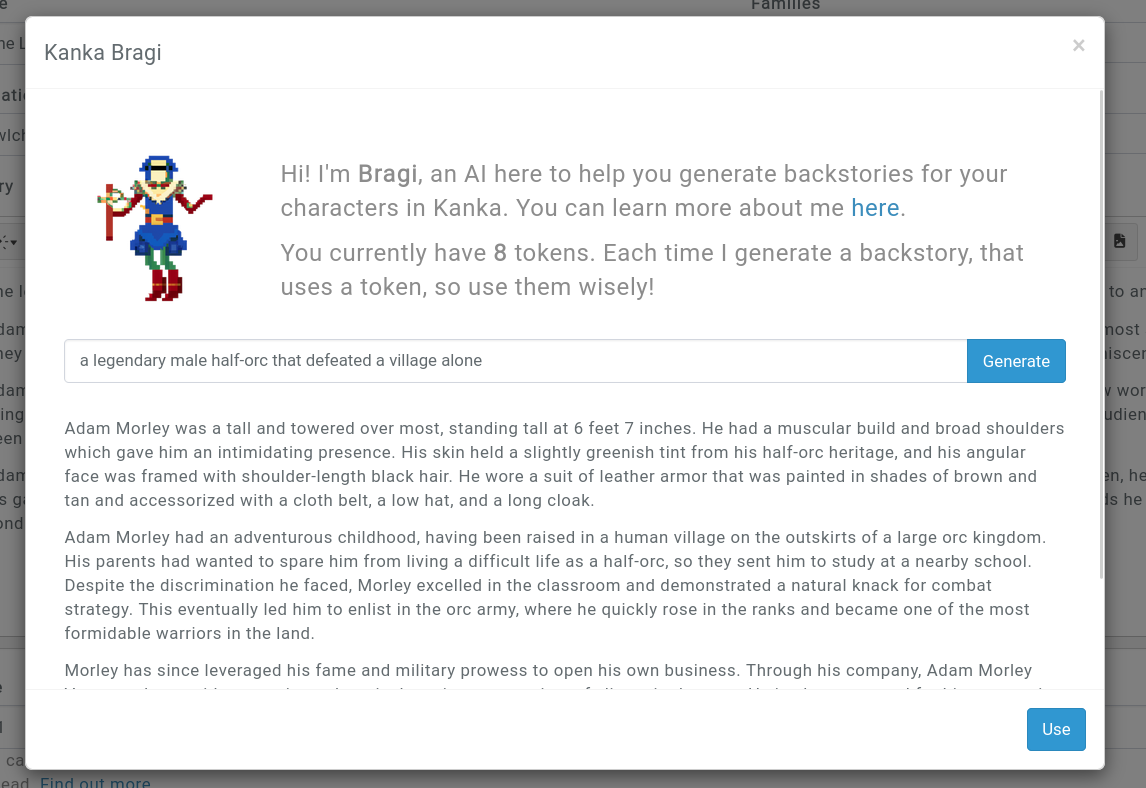 Families
Kanka Bragi
×
Hi! I'm Bragi, an AI here to help you generate backstories for your
characters in Kanka. You can learn more about me here.
You currently have 8 tokens. Each time I generate a backstory, that
uses a token, so use them wisely!
a legendary male half-orc that defeated a village alone
Generate
Adam Morley was a tall and towered over most, standing tall at 6 feet 7 inches. He had a muscular build and broad shoulders
which gave him an intimidating presence. His skin held a slightly greenish tint from his half-orc heritage, and his angular
face was framed with shoulder-length black hair. He wore a suit of leather armor that was painted in shades of brown and
tan and accessorized with a cloth belt, a low hat, and a long cloak.
Adam Morley had an adventurous childhood, having been raised in a human village on the outskirts of a large orc kingdom.
His parents had wanted to spare him from living a difficult life as a half-orc, so they sent him to study at a nearby school.
Despite the discrimination he faced, Morley excelled in the classroom and demonstrated a natural knack for combat
strategy. This eventually led him to enlist in the orc army, where he quickly rose in the ranks and became one of the most
formidable warriors in the land.
Morley has since leveraged his fame and military prowess to open his own business. Through his company, Adam Morley
Use
Find out more